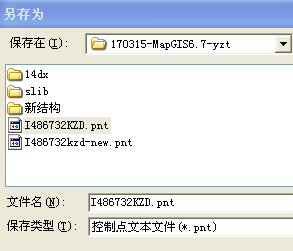 另存为
保存在(I): 170315-MapGIS6.7-yzt
14dx
slib
新结构
I486732KZD.pnt
I486732kzd-new.pnt
文件名(N): I486732KZD.pnt
保存类型(T): 控制点文本文件(*.pnt)